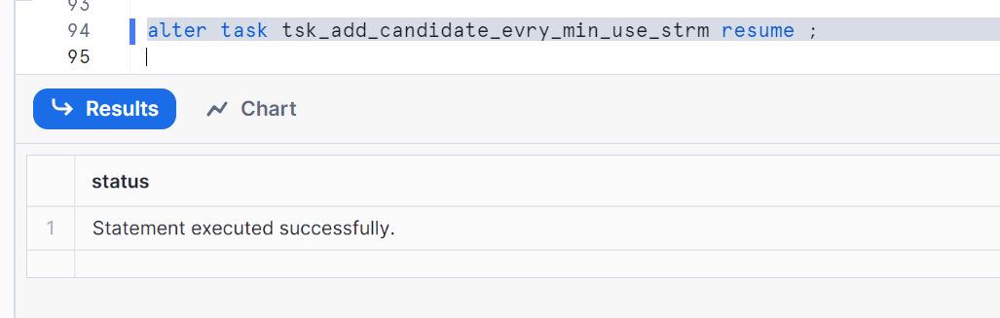 93
94 alter task tsk_add_candidate_evry_min_use_strm resume ;
95
Results Chart
status
1 Statement executed successfully.